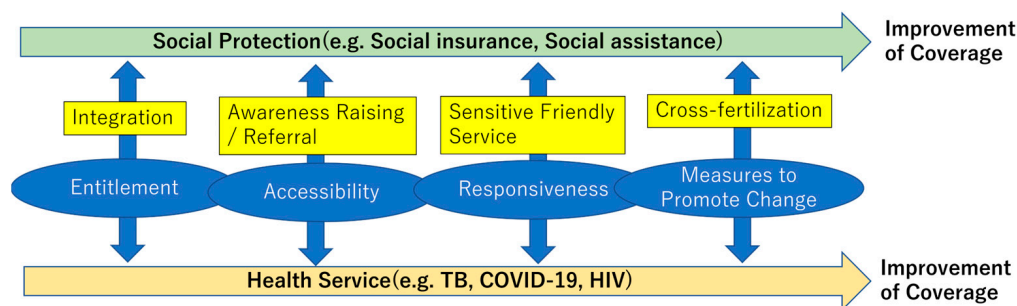 Social Protection(e.g. Social insurance, Social assistance)
Improvement
of Coverage
Integration
Awareness Raising
/ Referral
Sensitive Friendly
Service
Cross-fertilization
Entitlement
Accessibility
Responsiveness
Measures to
Promote Change
Health Service(e.g. TB, COVID-19, HIV)
Improvement
of Coverage